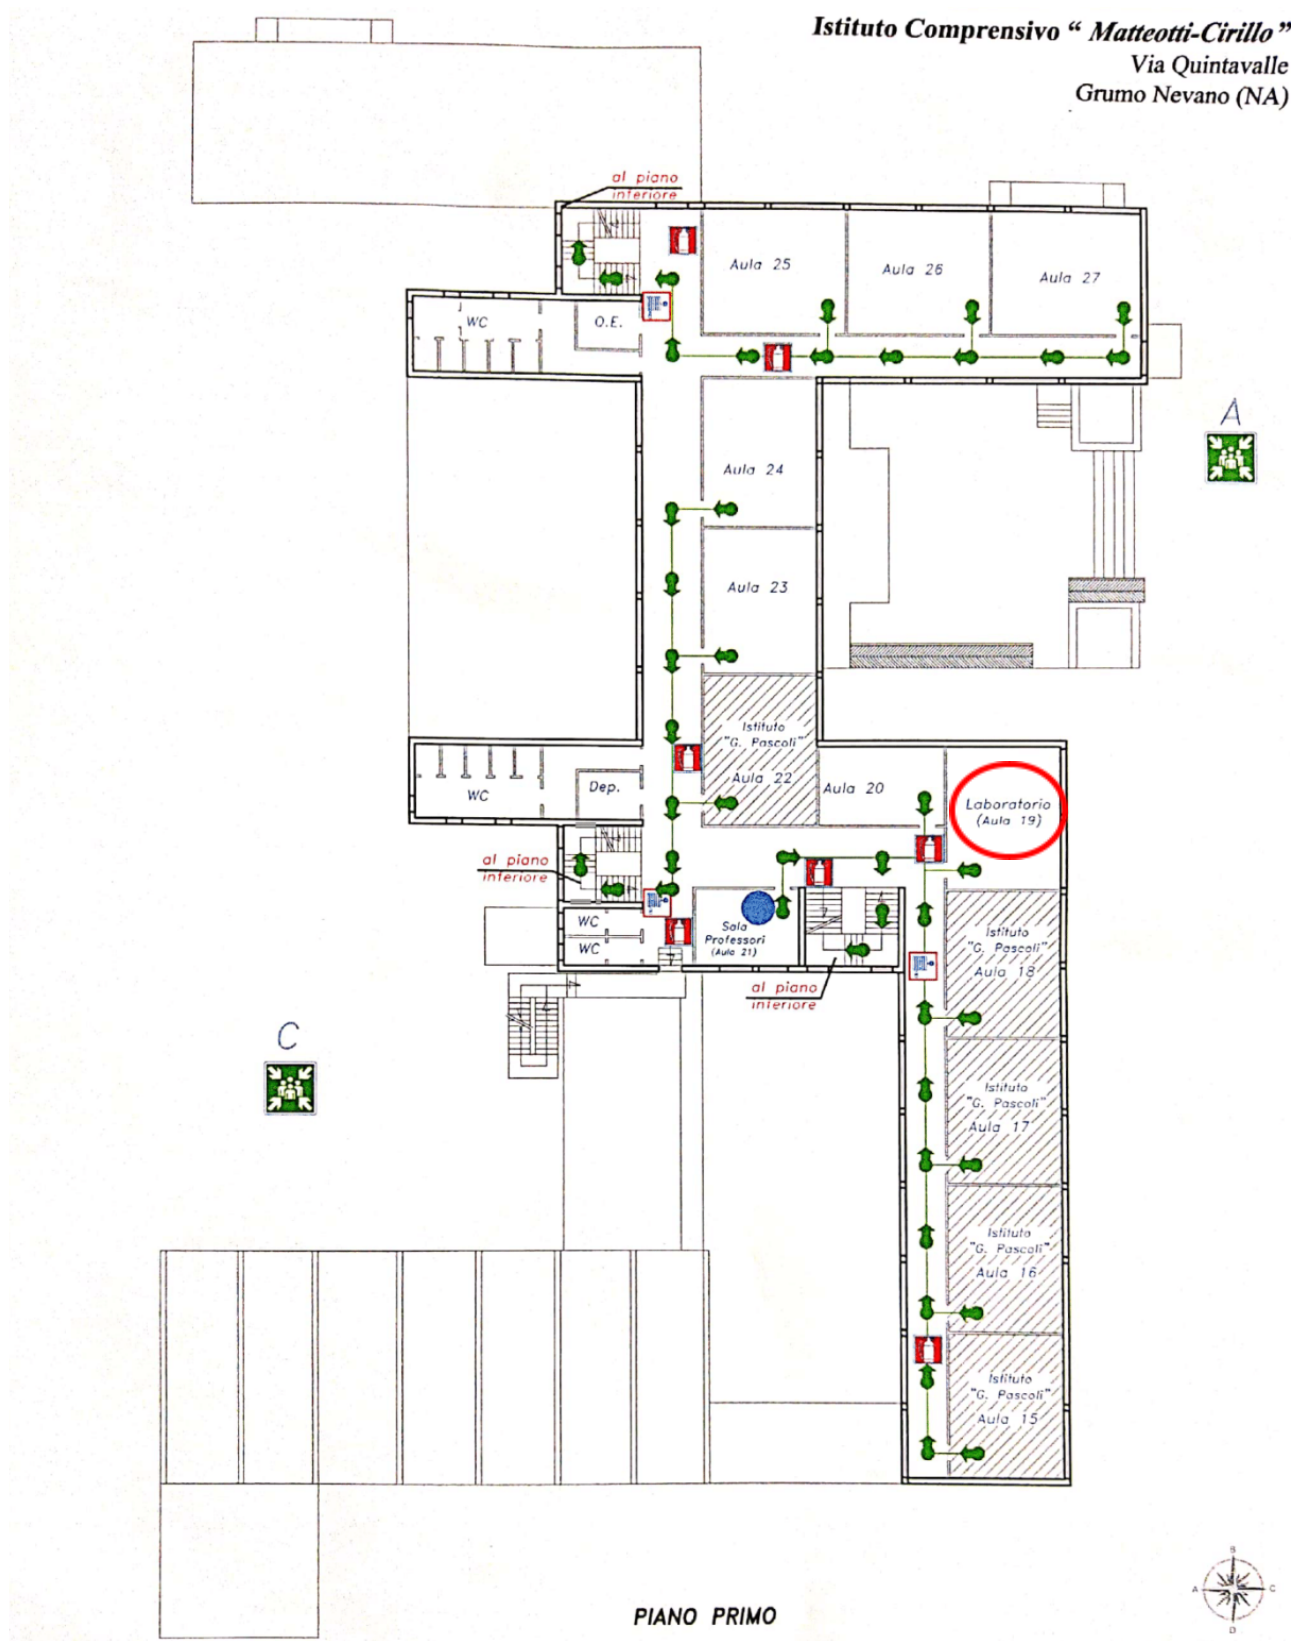 Istituto Comprensivo “ Matteotti-Cirillo ”
Via Quintavalle
Grumo Nevano (NA)
al piano
inferiore
Aula 25
Aula 26
Aula 27
WC
O.E.
A
Aula 24
Aula 23
Istituto
"G. Pascoli"
Aula 22
WC
Dep.
Aula 20
Laboratorio
(Aula 19)
al piano
inferiore
WC
WC
Sala
Professori
(Aula 21)
Istituto
"G. Pascoli"
Aula 18
al piano
inferiore
C
Istituto
"G. Pascoli"
Aula 17
Istituto
"G. Pascoli"
Aula 16
Istituto
"G. Pascoli"
Aula 15
B
A
C
D
PIANO PRIMO